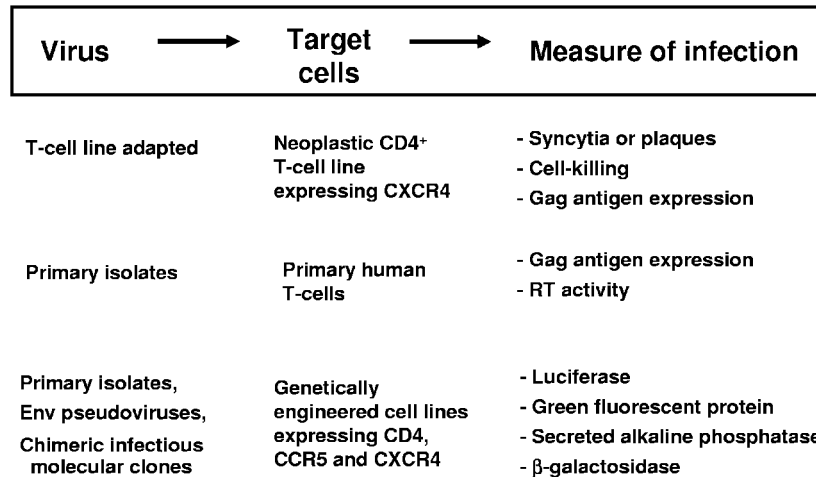 Virus
Target
cells
Measure of infection
T-cell line adapted
Neoplastic CD4⁺
T-cell line
expressing CXCR4
- Syncytia or plaques
- Cell-killing
- Gag antigen expression
Primary isolates
Primary human
T-cells
- Gag antigen expression
- RT activity
Primary isolates,
Env pseudoviruses,
Chimeric infectious
molecular clones
Genetically
engineered cell lines
expressing CD4,
CCR5 and CXCR4
- Luciferase
- Green fluorescent protein
- Secreted alkaline phosphatase
- β-galactosidase